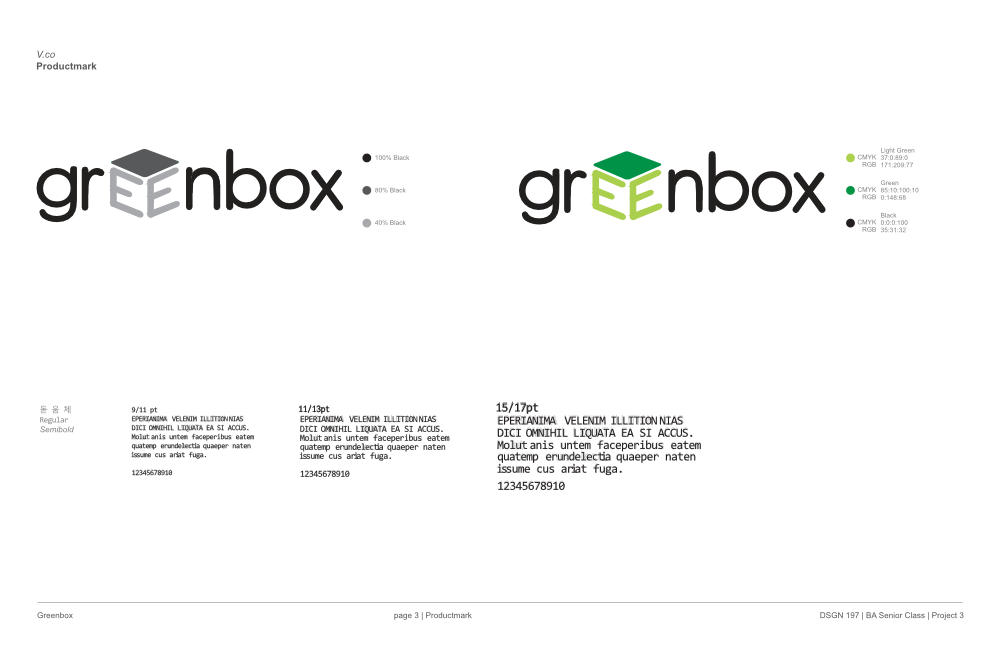 V.co
Productmark
grEEnbox
100% Black
80% Black
40% Black
grEEnbox
Light Green
CMYK 37:0:89:0
RGB 171:209:77
Green
CMYK 85:10:100:10
RGB 0:148:68
Black
CMYK 0:0:0:100
RGB 35:31:32
돋 움 체
Regular
Semibold
9/11 pt
EPERIANIMA VELENIM ILLITION NIAS
DICI OMNIHIL LIQUATA EA SI ACCUS.
Molut anis untem faceperibus eatem
quatemp erundelectia quaeper naten
issume cus ariat fuga.
12345678910
11/13pt
EPERIANIMA VELENIM ILLITION NIAS
DICI OMNIHIL LIQUATA EA SI ACCUS.
Molut anis untem faceperibus eatem
quatemp erundelectia quaeper naten
issume cus ariat fuga.
12345678910
15/17pt
EPERIANIMA VELENIM ILLITION NIAS
DICI OMNIHIL LIQUATA EA SI ACCUS.
Molut anis untem faceperibus eatem
quatemp erundelectia quaeper naten
issume cus ariat fuga.
12345678910
Greenbox
page 3 | Productmark
DSGN 197 | BA Senior Class | Project 3